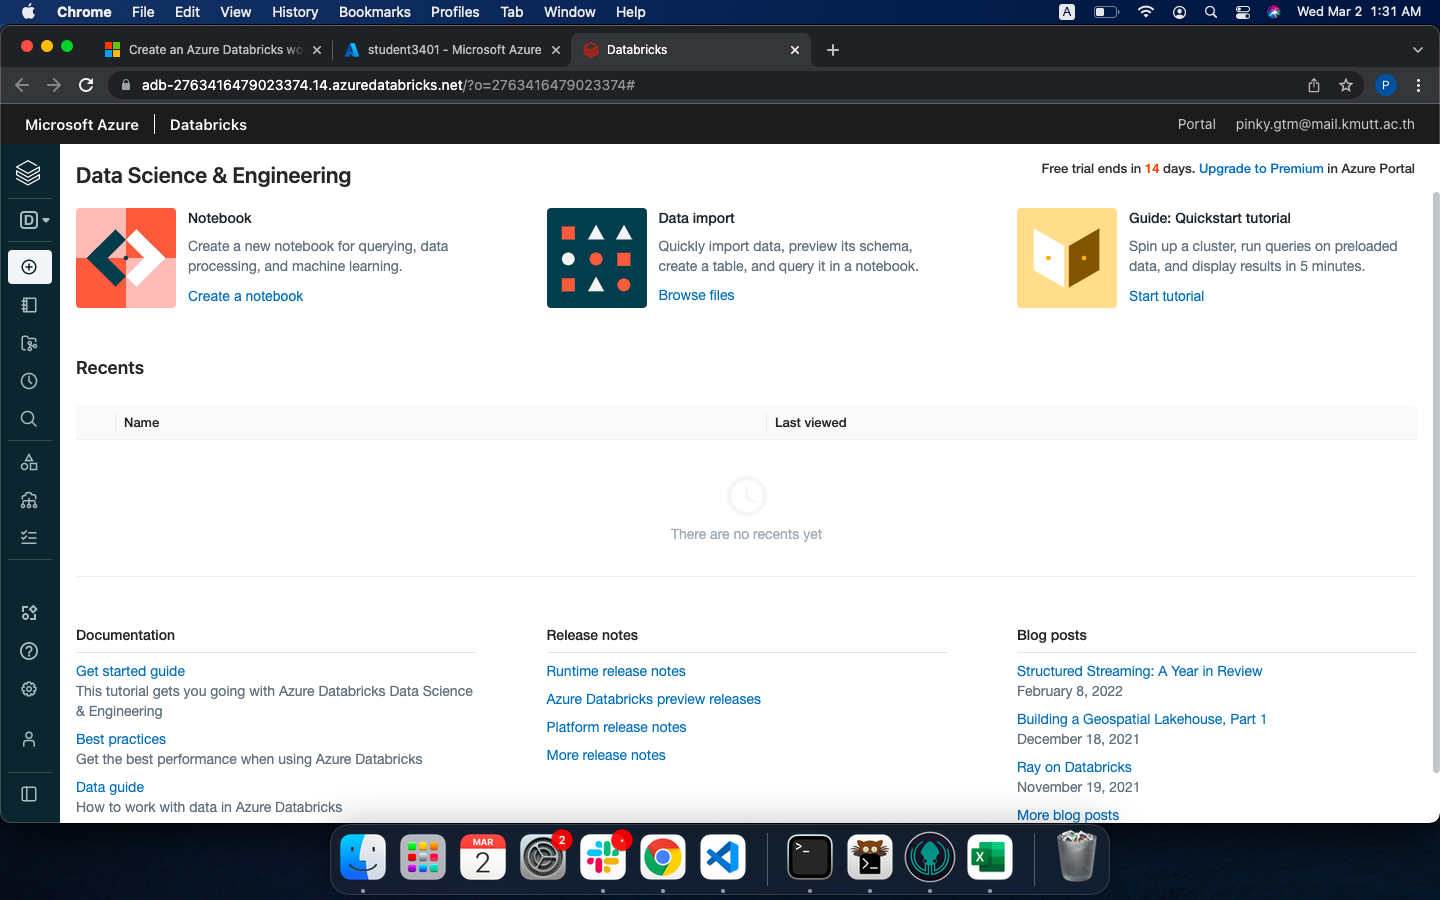 Chrome File Edit View History Bookmarks Profiles Tab Window Help A Wed Mar 2 1:31 AM
Create an Azure Databricks wo student3401 - Microsoft Azure Databricks
adb-2763416479023374.14.azuredatabricks.net/?o=2763416479023374# P
Microsoft Azure Databricks Portal pinky.gtm@mail.kmutt.ac.th
D
Data Science & Engineering
Free trial ends in 14 days. Upgrade to Premium in Azure Portal
Notebook
Create a new notebook for querying, data
processing, and machine learning.
Create a notebook
Data import
Quickly import data, preview its schema,
create a table, and query it in a notebook.
Browse files
Guide: Quickstart tutorial
Spin up a cluster, run queries on preloaded
data, and display results in 5 minutes.
Start tutorial
Recents
Name Last viewed
There are no recents yet
Documentation
Get started guide
This tutorial gets you going with Azure Databricks Data Science
& Engineering
Best practices
Get the best performance when using Azure Databricks
Data guide
How to work with data in Azure Databricks
Release notes
Runtime release notes
Azure Databricks preview releases
Platform release notes
More release notes
Blog posts
Structured Streaming: A Year in Review
February 8, 2022
Building a Geospatial Lakehouse, Part 1
December 18, 2021
Ray on Databricks
November 19, 2021
More blog posts
MAR
2
2
X